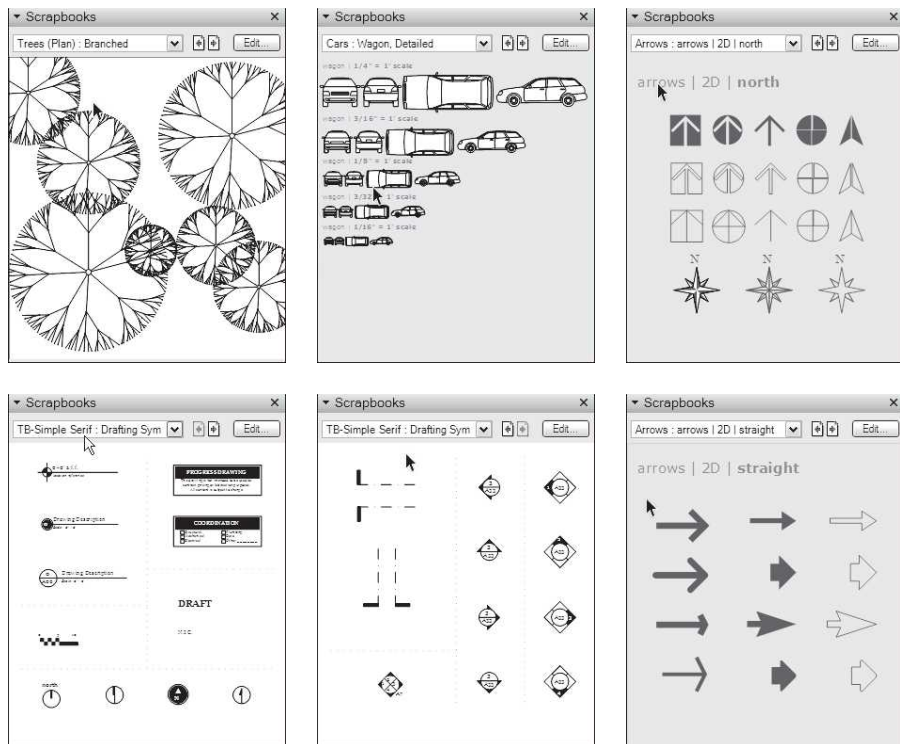 Scrapbooks
Trees (Plan) : Branched
Edit...
Scrapbooks
Cars : Wagon, Detailed
Edit...
wagon | 1/4" = 1' scale
wagon | 3/16" = 1' scale
wagon | 1/8" = 1' scale
wagon | 3/32" scale
wagon | 1/16" = 1' scale
Scrapbooks
Arrows : arrows | 2D | north
Edit...
arrows | 2D | north
N N N
Scrapbooks
TB-Simple Serif : Drafting Sym
Edit...
PROGRESS DRAWING
COORDINATION
Drawing Description
Drawing Description
DRAFT
north
Scrapbooks
TB-Simple Serif : Drafting Sym
Edit...
Scrapbooks
Arrows : arrows | 2D | straight
Edit...
arrows | 2D | straight